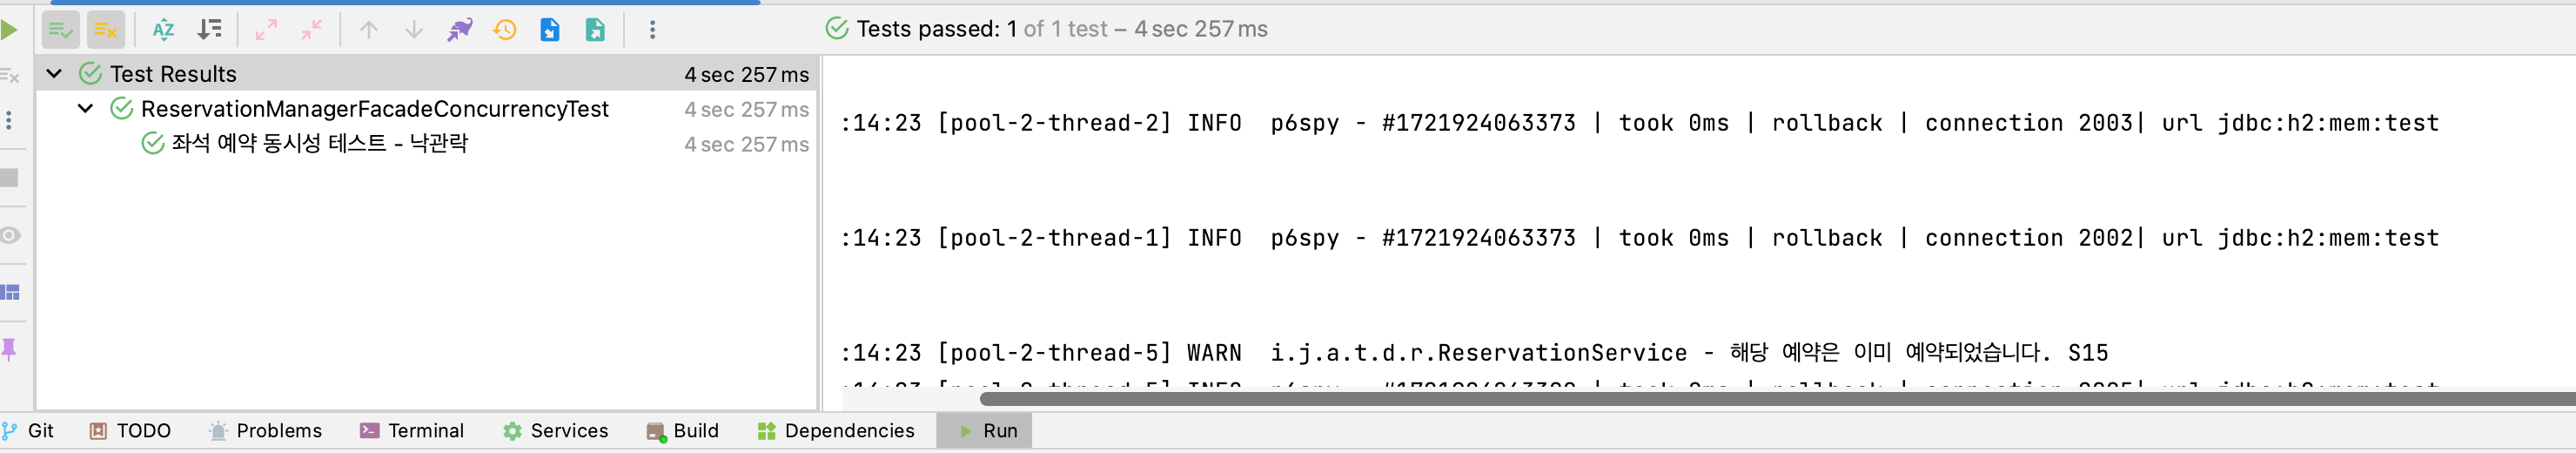 Tests passed: 1 of 1 test – 4 sec 257 ms
Test Results 4 sec 257 ms
ReservationManagerFacadeConcurrencyTest 4 sec 257 ms
좌석 예약 동시성 테스트 - 낙관락 4 sec 257 ms
:14:23 [pool-2-thread-2] INFO  p6spy - #1721924063373 | took 0ms | rollback | connection 2003| url jdbc:h2:mem:test
:14:23 [pool-2-thread-1] INFO  p6spy - #1721924063373 | took 0ms | rollback | connection 2002| url jdbc:h2:mem:test
:14:23 [pool-2-thread-5] WARN  i.j.a.t.d.r.ReservationService - 해당 예약은 이미 예약되었습니다. S15
Git TODO Problems Terminal Services Build Dependencies Run